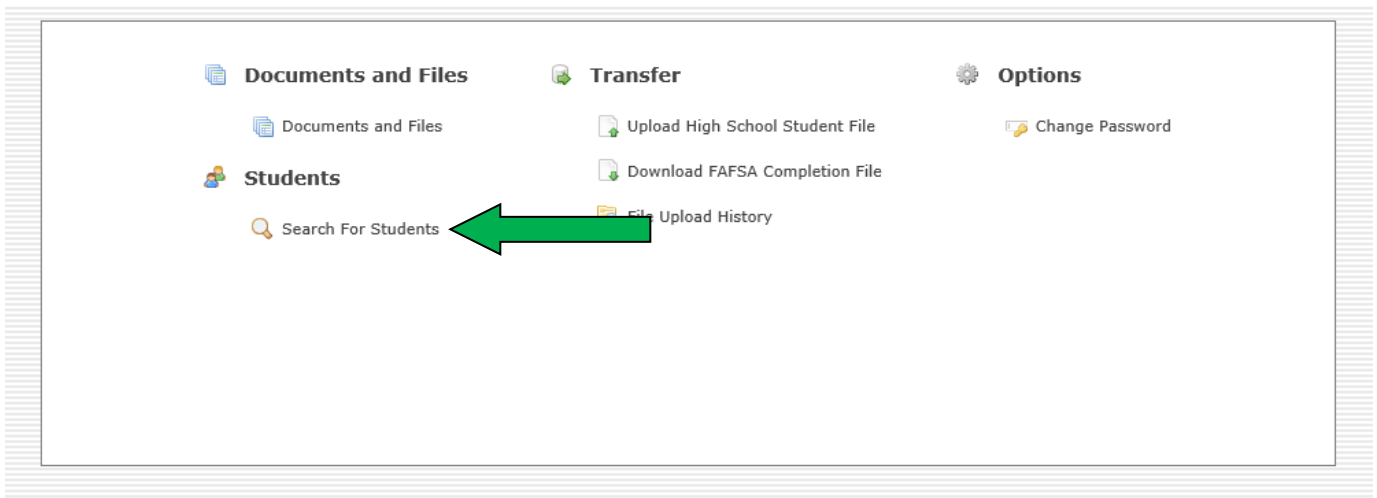 Documents and Files
Documents and Files
Students
Search For Students
Transfer
Upload High School Student File
Download FAFSA Completion File
File Upload History
Options
Change Password